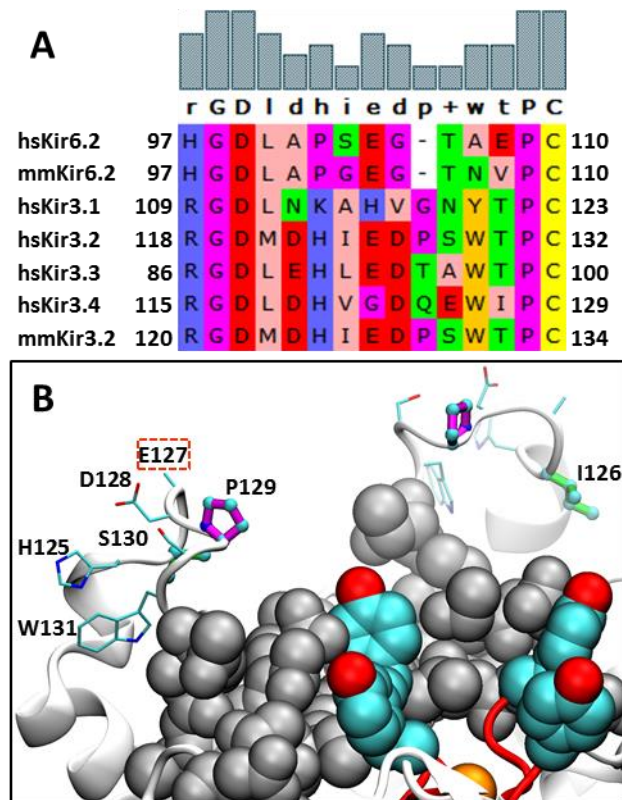 A
r G D l d h i e d p + w t P C
hsKir6.2 97 H G D L A P S E G - T A E P C 110
mmKir6.2 97 H G D L A P G E G - T N V P C 110
hsKir3.1 109 R G D L N K A H V G N Y T P C 123
hsKir3.2 118 R G D M D H I E D P S W T P C 132
hsKir3.3 86 R G D L E H L E D T A W T P C 100
hsKir3.4 115 R G D L D H V G D Q E W I P C 129
mmKir3.2 120 R G D M D H I E D P S W T P C 134
B
E127
D128
P129
I126
S130
H125
W131